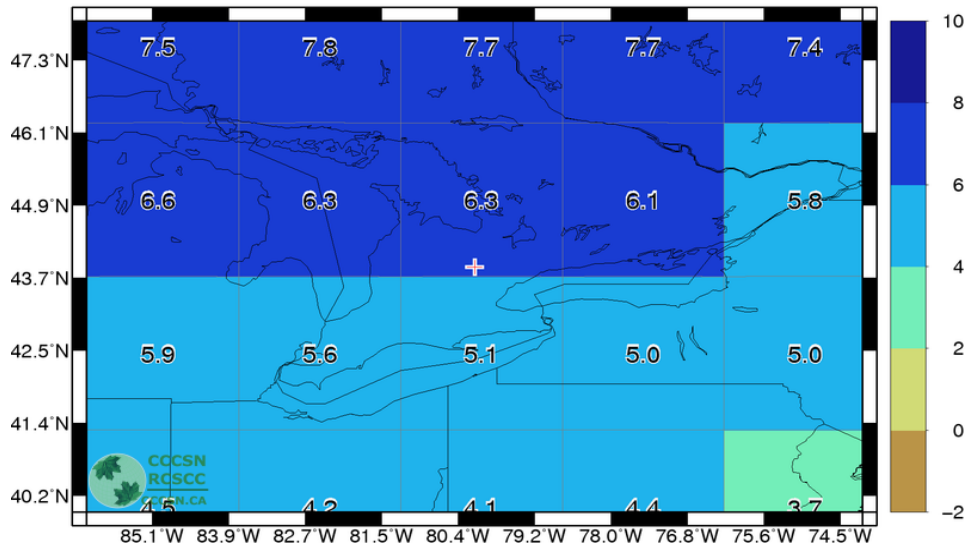 10
47.3°N 7.5 7.8 7.7 7.7 7.4
8
46.1°N
6
44.9°N 6.6 6.3 6.3 6.1 5.8
4
43.7°N
42.5°N 5.9 5.6 5.1 5.0 5.0
2
41.4°N
0
CCCSN
RCSCC
CCCSN.CA
40.2°N 4.5 4.2 4.1 4.4 3.7
−2
85.1°W 83.9°W 82.7°W 81.5°W 80.4°W 79.2°W 78.0°W 76.8°W 75.6°W 74.5°W